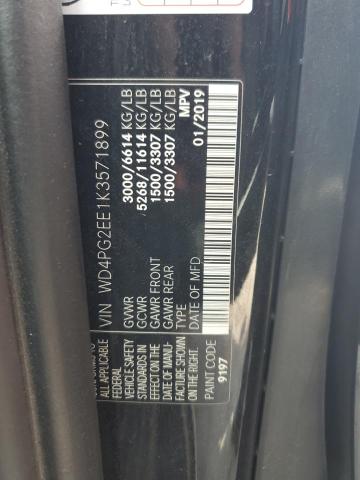 VIN WD4PG2EE1K3571899
GVWR 3000/6614 KG/LB
GCWR 5268/11614 KG/LB
GAWR FRONT 1500/3307 KG/LB
GAWR REAR 1500/3307 KG/LB
TYPE MPV
DATE OF MFD 01/2019
ALL APPLICABLE
FEDERAL
VEHICLE SAFETY
EFFECT ON THE
DATE OF MANU-
FACTURE SHOWN
ON THE RIGHT.
PAINT CODE
9197